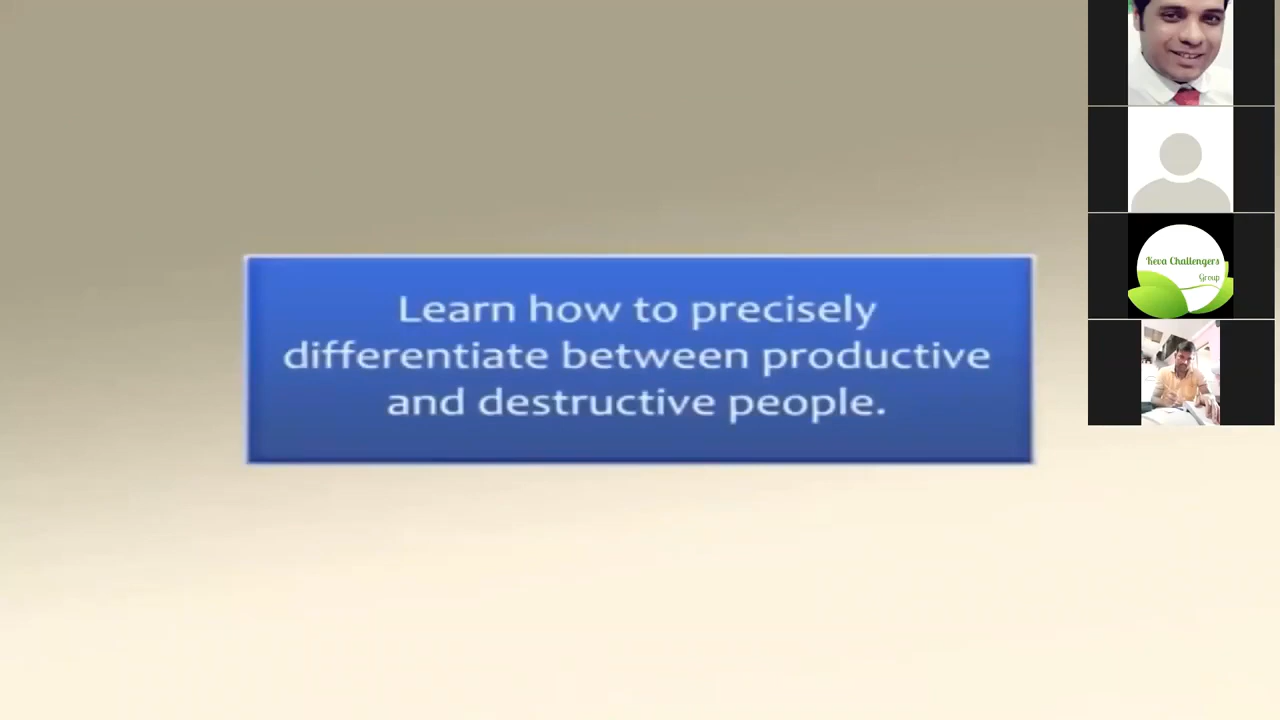 Learn how to precisely
differentiate between productive
and destructive people.
Keva Challengers
Group